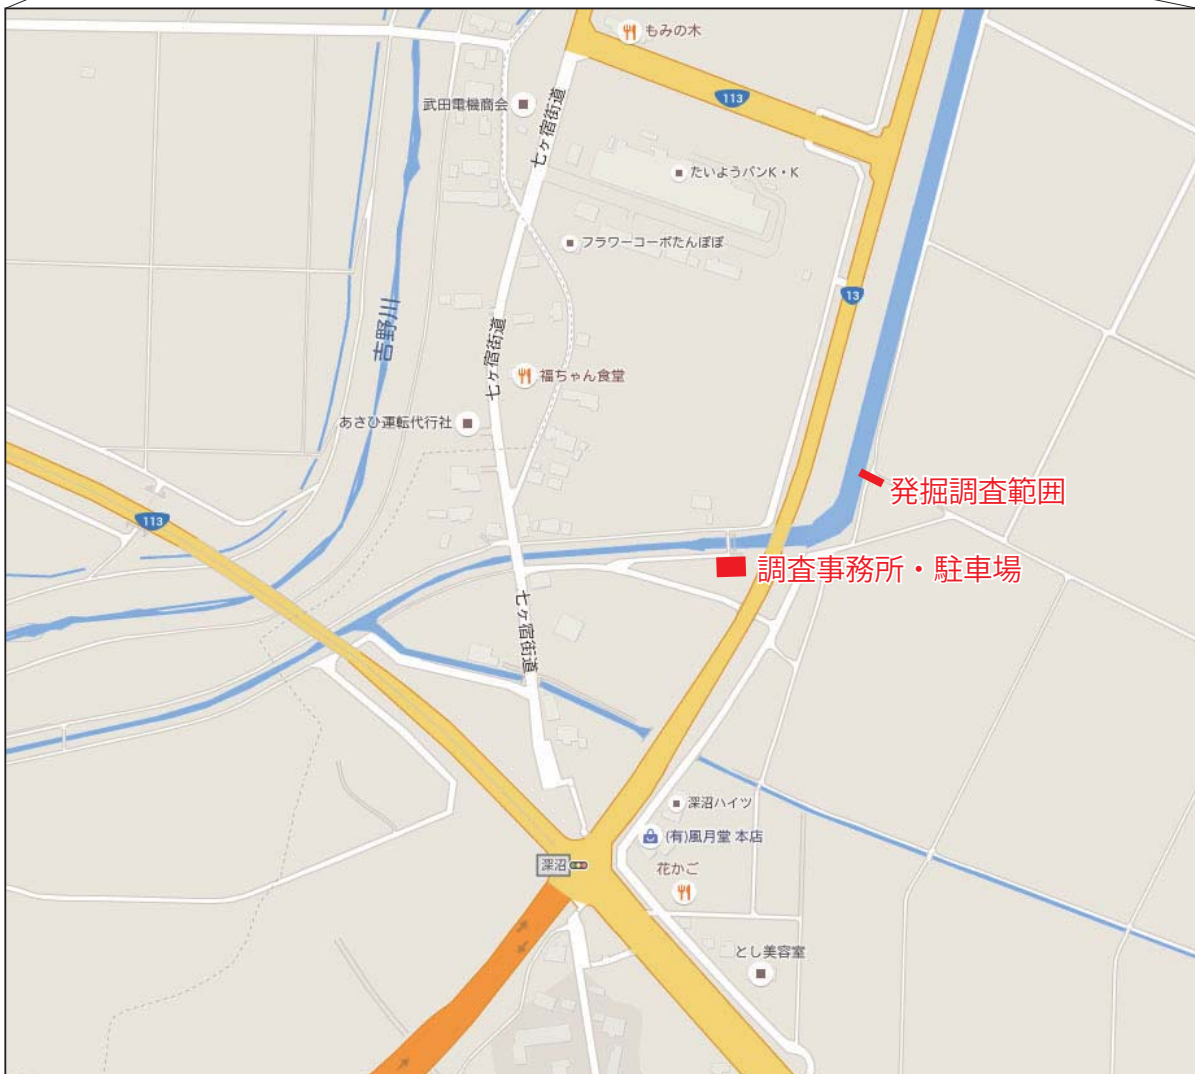 もみの木
113
武田電機商会
七ヶ宿街道
たいようパンK・K
フラワーコーポたんぽぽ
13
吉野川
七ヶ宿街道
福ちゃん食堂
あさひ運転代行社
発掘調査範囲
113
調査事務所・駐車場
七ヶ宿街道
深沼ハイツ
(有)風月堂 本店
深沼
花かご
とし美容室